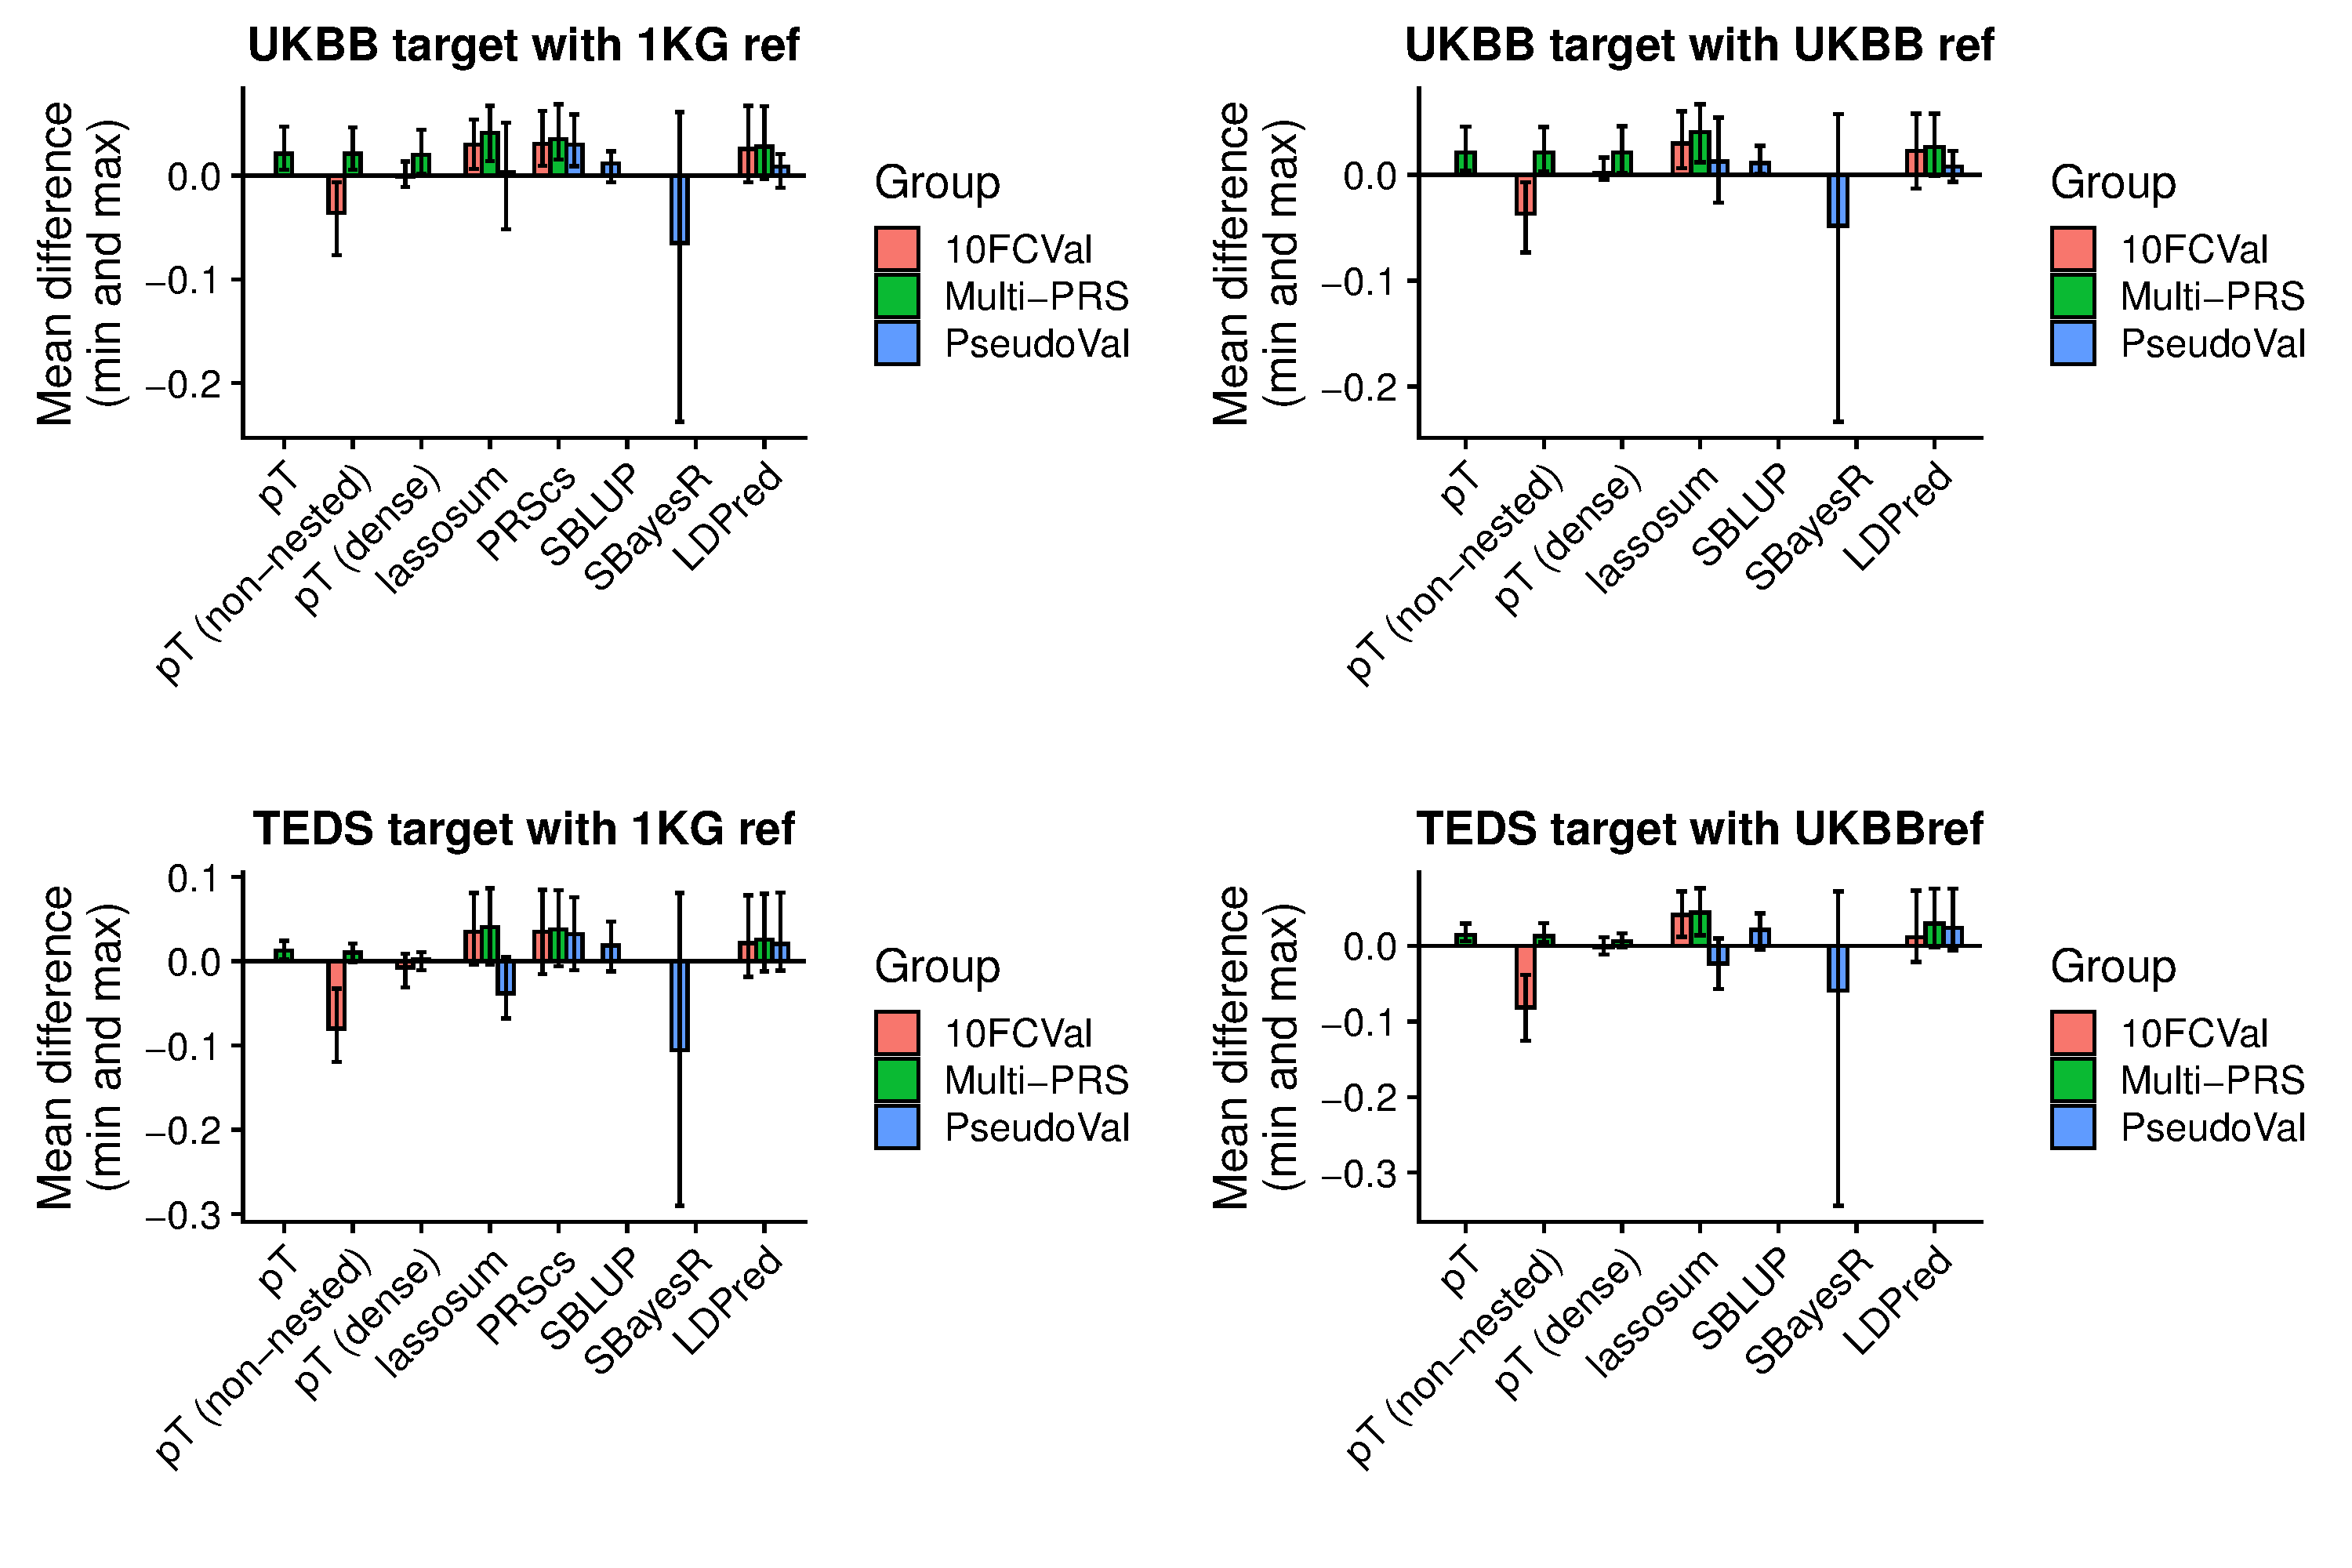 UKBB target with 1KG ref
Mean difference
(min and max)
0.0
−0.1
−0.2
pT
pT (non−nested)
pT (dense)
lassosum
PRScs
SBLUP
SBayesR
LDPred
Group
10FCVal
Multi−PRS
PseudoVal
UKBB target with UKBB ref
Mean difference
(min and max)
0.0
−0.1
−0.2
pT
pT (non−nested)
pT (dense)
lassosum
SBLUP
SBayesR
LDPred
Group
10FCVal
Multi−PRS
PseudoVal
TEDS target with 1KG ref
Mean difference
(min and max)
0.1
0.0
−0.1
−0.2
−0.3
pT
pT (non−nested)
pT (dense)
lassosum
PRScs
SBLUP
SBayesR
LDPred
Group
10FCVal
Multi−PRS
PseudoVal
TEDS target with UKBBref
Mean difference
(min and max)
0.0
−0.1
−0.2
−0.3
pT
pT (non−nested)
pT (dense)
lassosum
SBLUP
SBayesR
LDPred
Group
10FCVal
Multi−PRS
PseudoVal